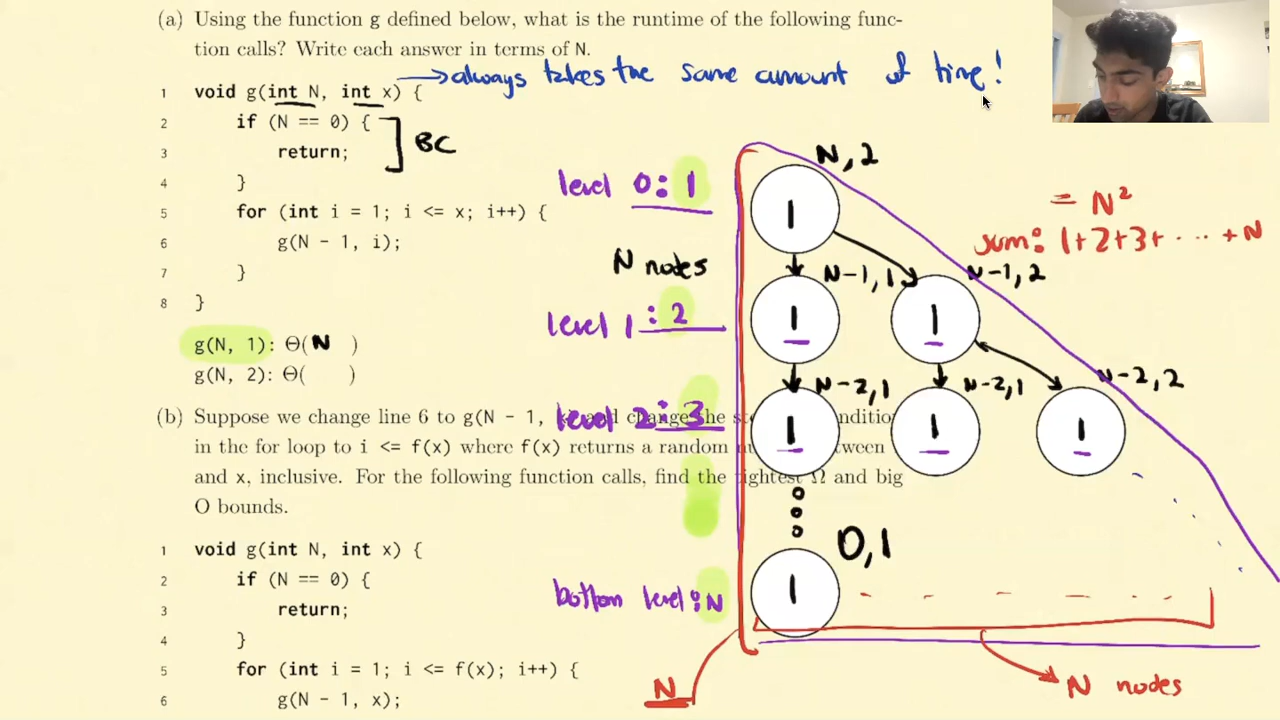 (a) Using the function g defined below, what is the runtime of the following func-
tion calls? Write each answer in terms of N.
→always takes the same amount of time!
1 void g(int N, int x) {
2 if (N == 0) {
3 return;
BC
4 }
5 for (int i = 1; i <= x; i++) {
6 g(N - 1, i);
7 }
8 }
g(N, 1): Θ(N )
g(N, 2): Θ( )
N, 2
level 0: 1
1
= N²
sum: 1+2+3+ ... +N
N nodes
N-1, 1
N-1, 2
level 1: 2
1 1
N-2, 1
N-2, 1
N-2, 2
level 2: 3
1 1 1
0, 1
bottom level: N
1
N
N nodes
(b) Suppose we change line 6 to g(N - 1,
in the for loop to i <= f(x) where f(x) returns a random
and x, inclusive. For the following function calls, find the tightest Ω and big
O bounds.
1 void g(int N, int x) {
2 if (N == 0) {
3 return;
4 }
5 for (int i = 1; i <= f(x); i++) {
6 g(N - 1, x);